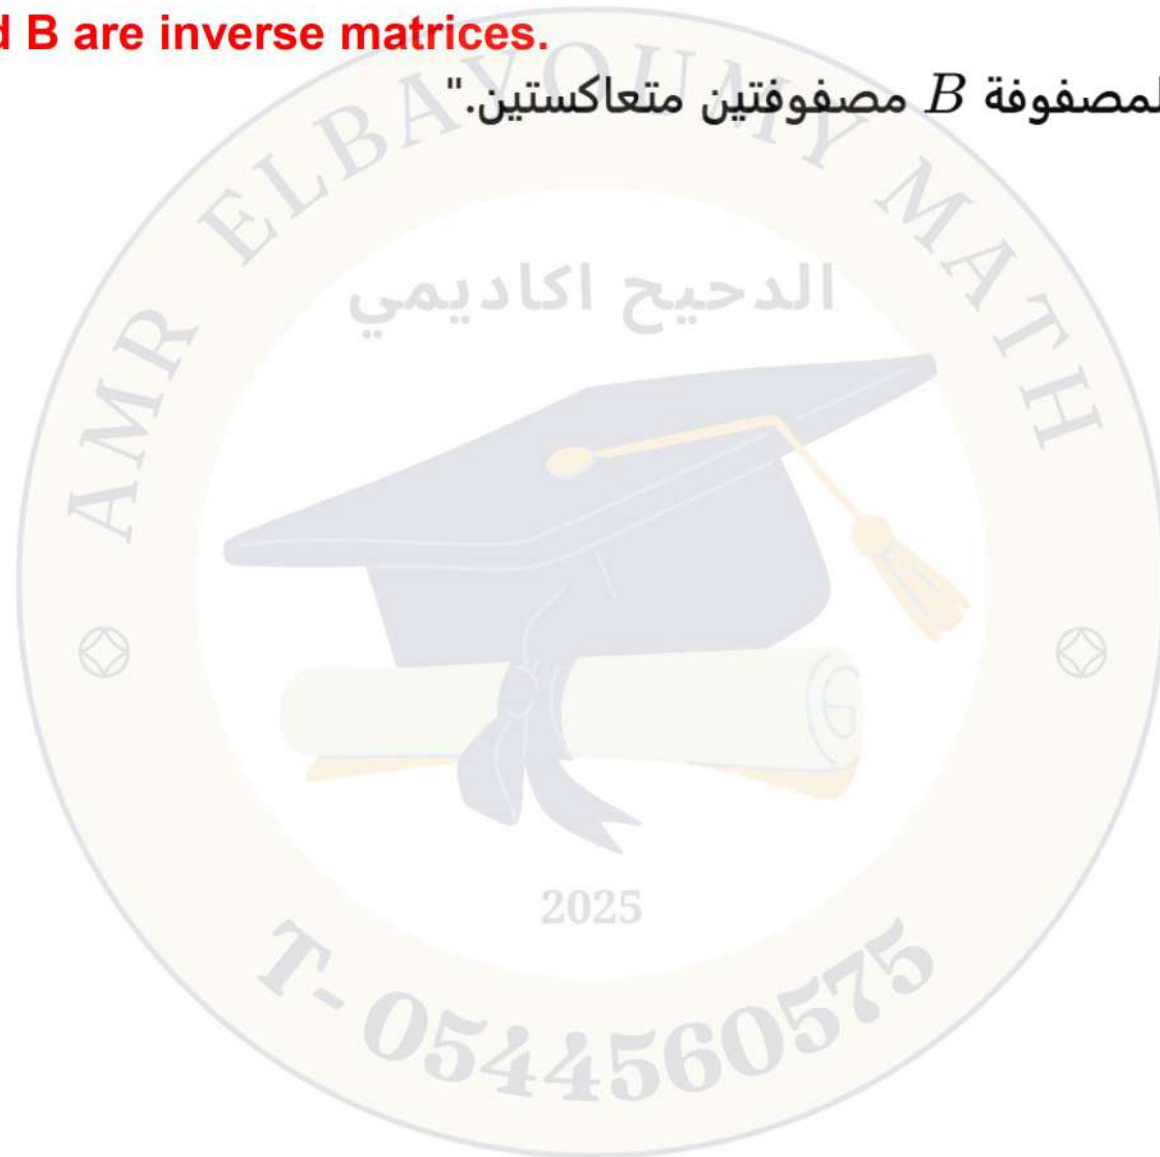 d B are inverse matrices.
لمصفوفة B مصفوفتين متعاكستين."
AMR ELBAYOUMY MATH
الدحيح اكاديمي
2025
T- 0544560575